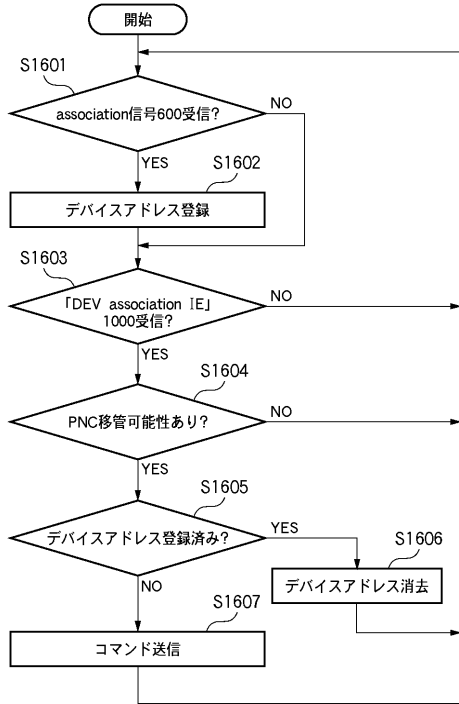 開始
S1601
association信号600受信?
NO
YES
S1602
デバイスアドレス登録
S1603
「DEV association IE」
1000受信?
NO
YES
S1604
PNC移管可能性あり?
NO
YES
S1605
デバイスアドレス登録済み?
YES
NO
S1606
デバイスアドレス消去
S1607
コマンド送信